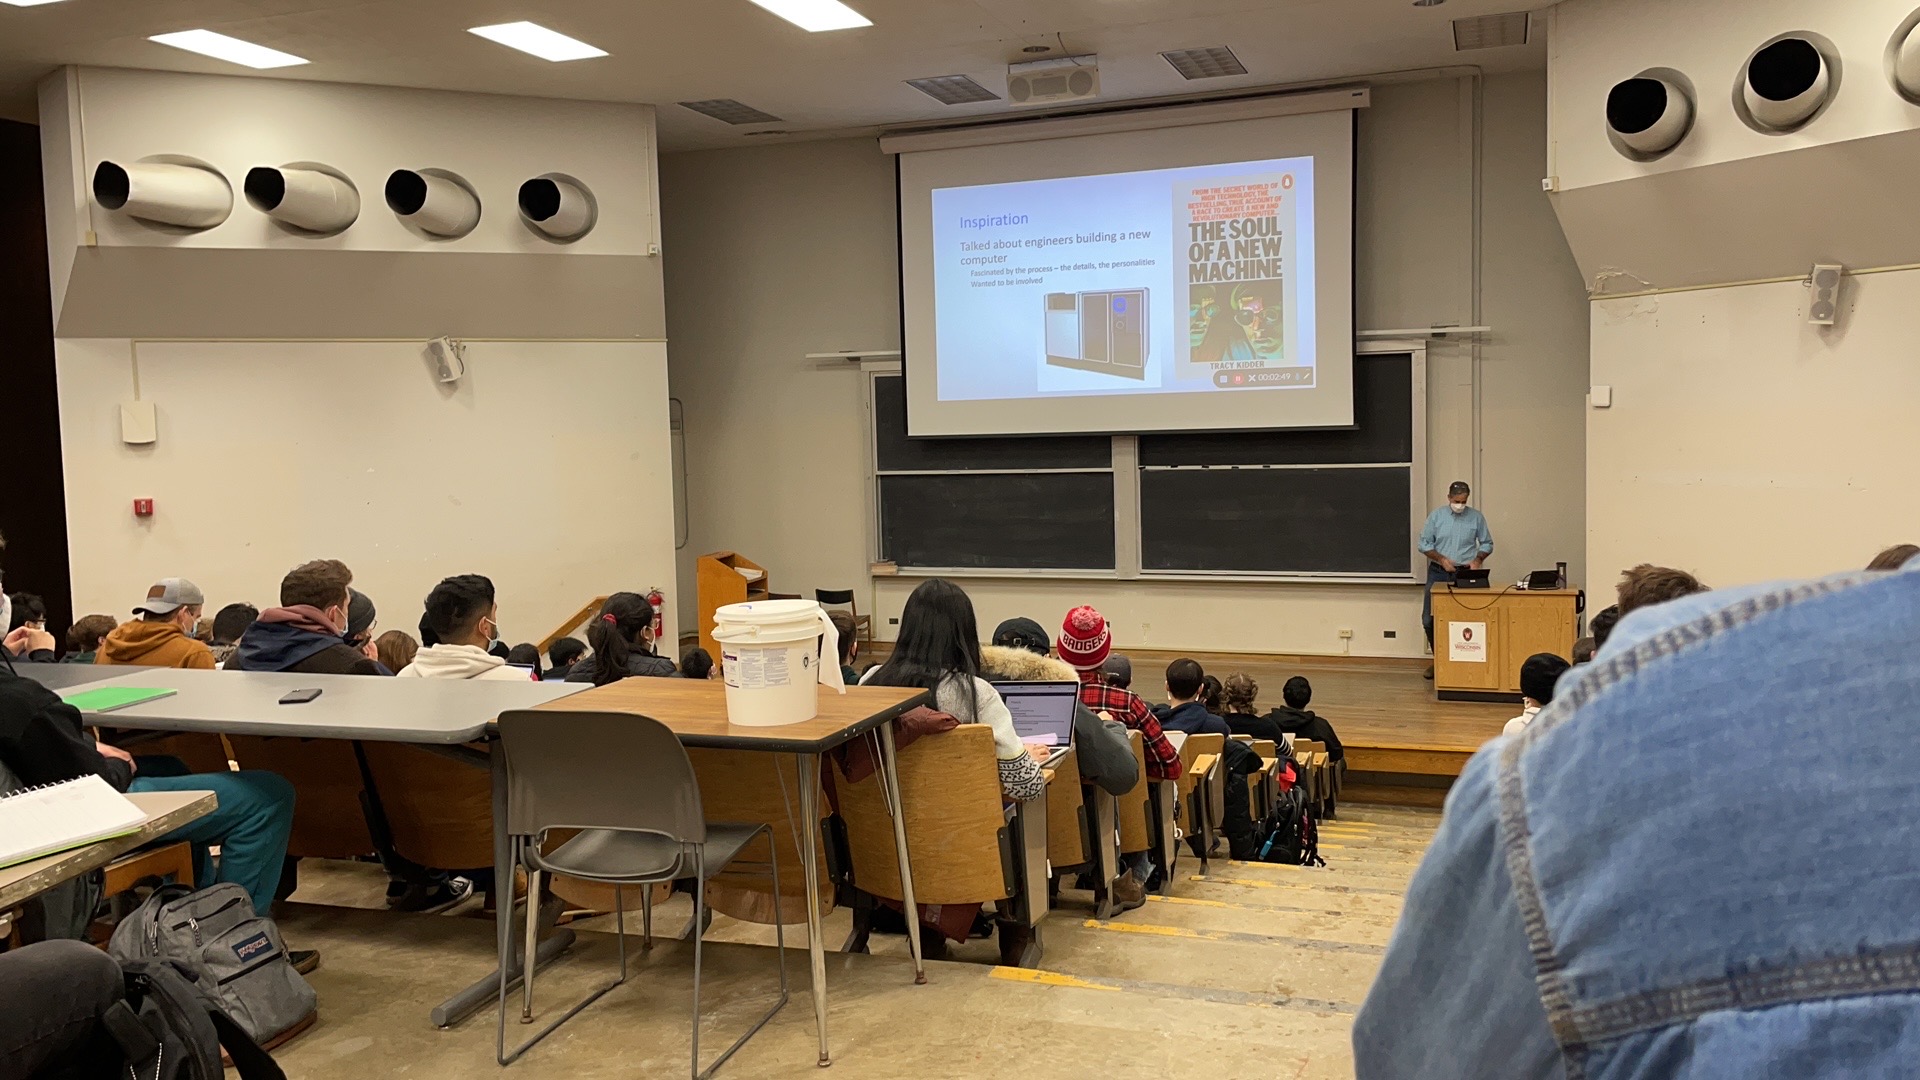 Inspiration
Talked about engineers building a new
computer
Fascinated by the process – the details, the personalities
Wanted to be involved
FROM THE SECRET WORLD OF
HIGH TECHNOLOGY, THE
BESTSELLING, TRUE ACCOUNT OF
A RACE TO CREATE A NEW AND
REVOLUTIONARY COMPUTER.
THE SOUL
OF A NEW
MACHINE
TRACY KIDDER
00:02:49
BADGERS
WISCONSIN
JANSPORT